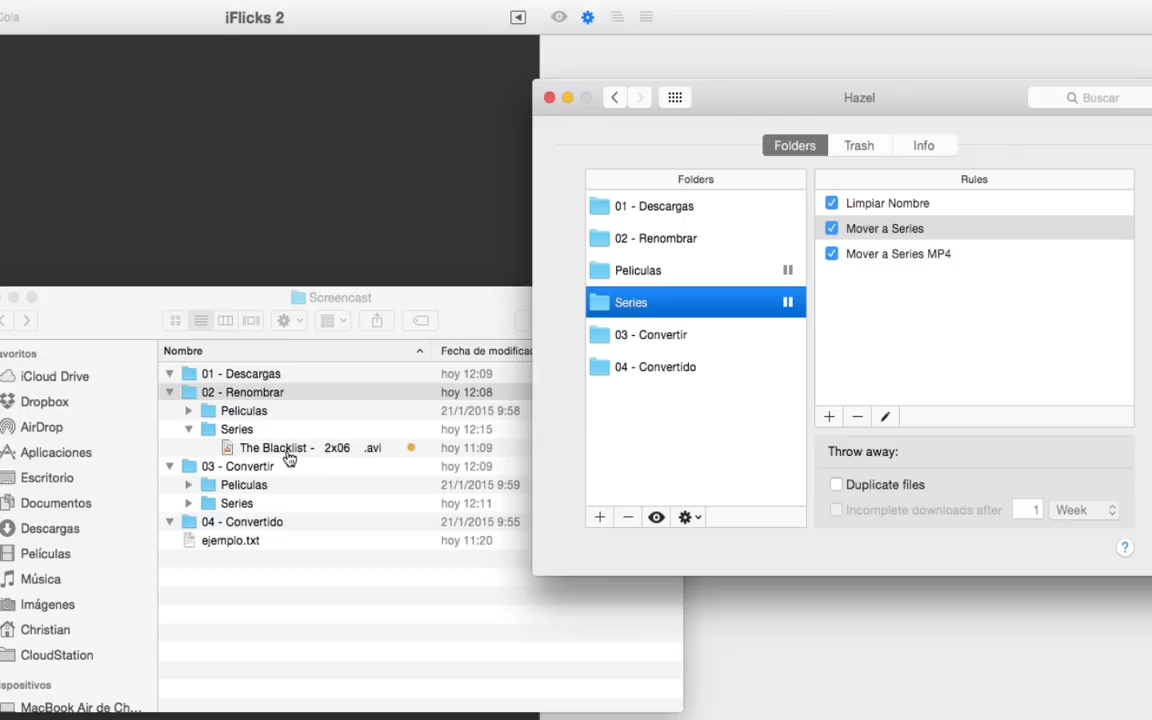 Cola
iFlicks 2
Hazel
Buscar
Folders
Trash
Info
Folders
01 - Descargas
02 - Renombrar
Peliculas
Series
03 - Convertir
04 - Convertido
Rules
Limpiar Nombre
Mover a Series
Mover a Series MP4
Throw away:
Duplicate files
Incomplete downloads after 1 Week
?
Screencast
avoritos
iCloud Drive
Dropbox
AirDrop
Aplicaciones
Escritorio
Documentos
Descargas
Películas
Música
Imágenes
Christian
CloudStation
ispositivos
MacBook Air de Ch...
Nombre Fecha de modificac
01 - Descargas hoy 12:09
02 - Renombrar hoy 12:08
Peliculas 21/1/2015 9:58
Series hoy 12:15
The Blacklist - 2x06 .avi hoy 11:09
03 - Convertir hoy 12:09
Peliculas 21/1/2015 9:59
Series hoy 12:11
04 - Convertido 21/1/2015 9:55
ejemplo.txt hoy 11:20